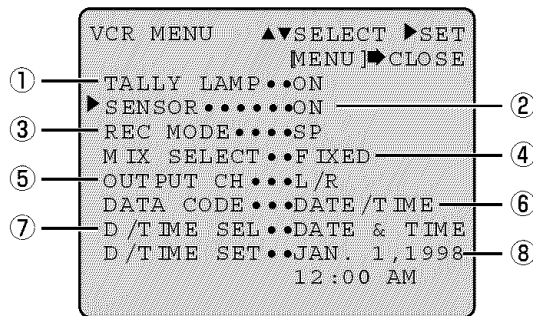 VCR MENU ▲▼SELECT ▶SET
[MENU]➡CLOSE
① TALLY LAMP••ON
▶SENSOR••••••ON ②
③ REC MODE••••SP
MIX SELECT••FIXED ④
⑤ OUTPUT CH•••L/R
DATA CODE•••DATE/TIME ⑥
⑦ D/TIME SEL••DATE & TIME
D/TIME SET••JAN. 1,1998 ⑧
12:00 AM